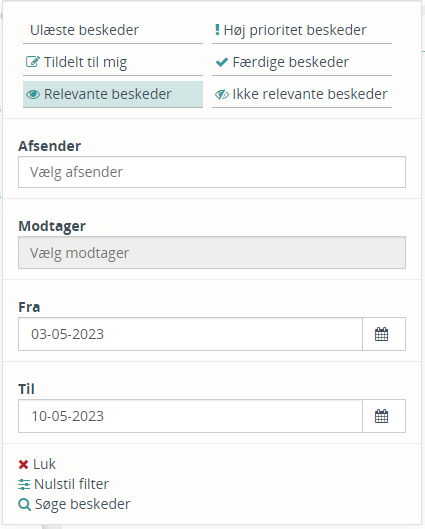 Ulæste beskeder
Høj prioritet beskeder
Tildelt til mig
Færdige beskeder
Relevante beskeder
Ikke relevante beskeder
Afsender
Vælg afsender
Modtager
Vælg modtager
Fra
03-05-2023
Til
10-05-2023
Luk
Nulstil filter
Søge beskeder